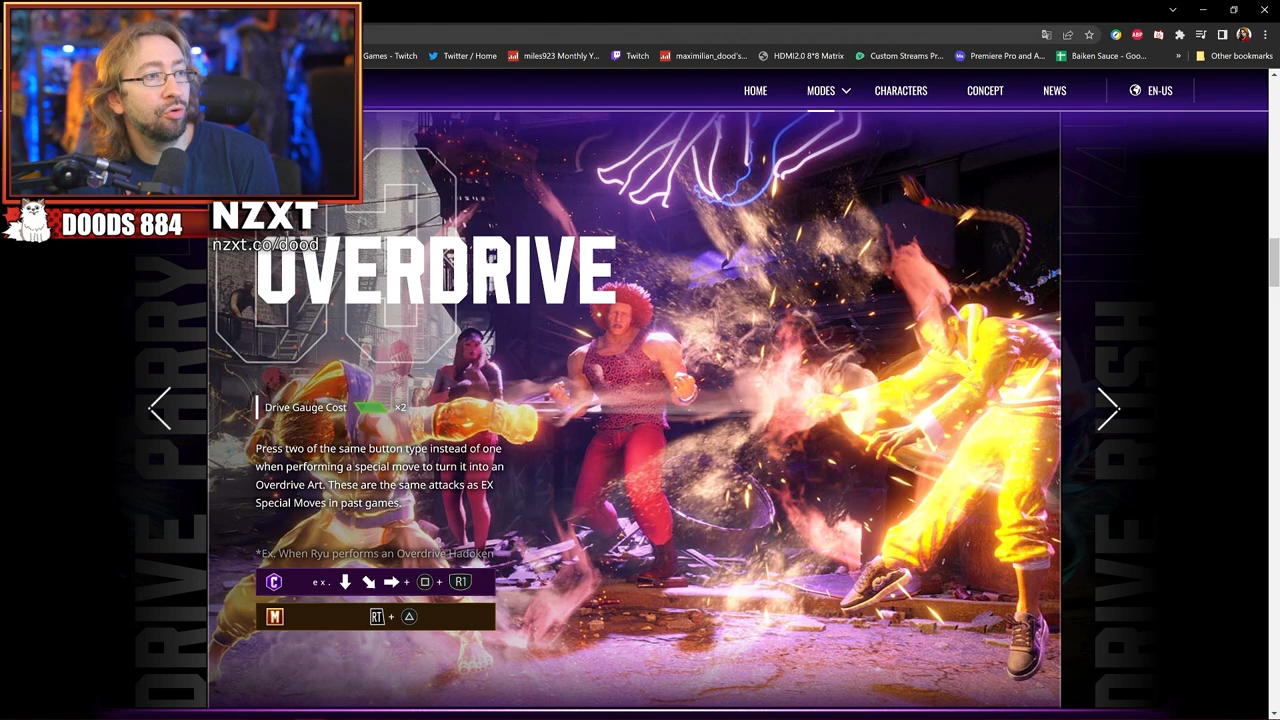 Games - Twitch
Twitter / Home
miles923 Monthly Y...
Twitch
maximilian_dood's...
HDMI2.0 8*8 Matrix
Custom Streams Pr...
Premiere Pro and A...
Baiken Sauce - Goo...
»
Other bookmarks
HOME
MODES
CHARACTERS
CONCEPT
NEWS
EN-US
DOODS 884
NZXT
nzxt.co/dood
OVERDRIVE
DRIVE PARRY
DRIVE RUSH
Drive Gauge Cost ×2
Press two of the same button type instead of one
when performing a special move to turn it into an
Overdrive Art. These are the same attacks as EX
Special Moves in past games.
*Ex. When Ryu performs an Overdrive Hadoken
C ex. + + R1
M RT +